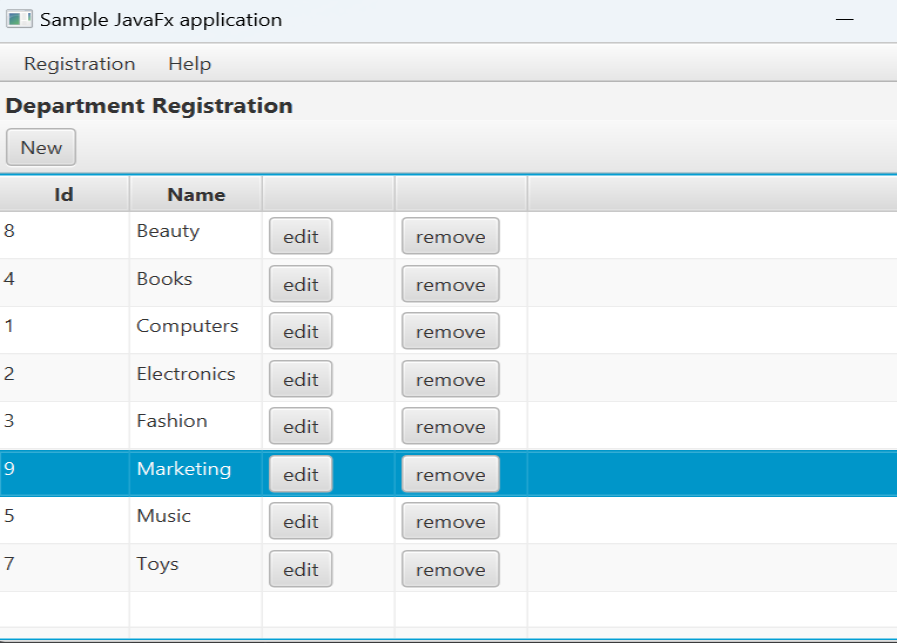 Sample JavaFx application
Registration Help
Department Registration
New
Id Name
8 Beauty edit remove
4 Books edit remove
1 Computers edit remove
2 Electronics edit remove
3 Fashion edit remove
9 Marketing edit remove
5 Music edit remove
7 Toys edit remove